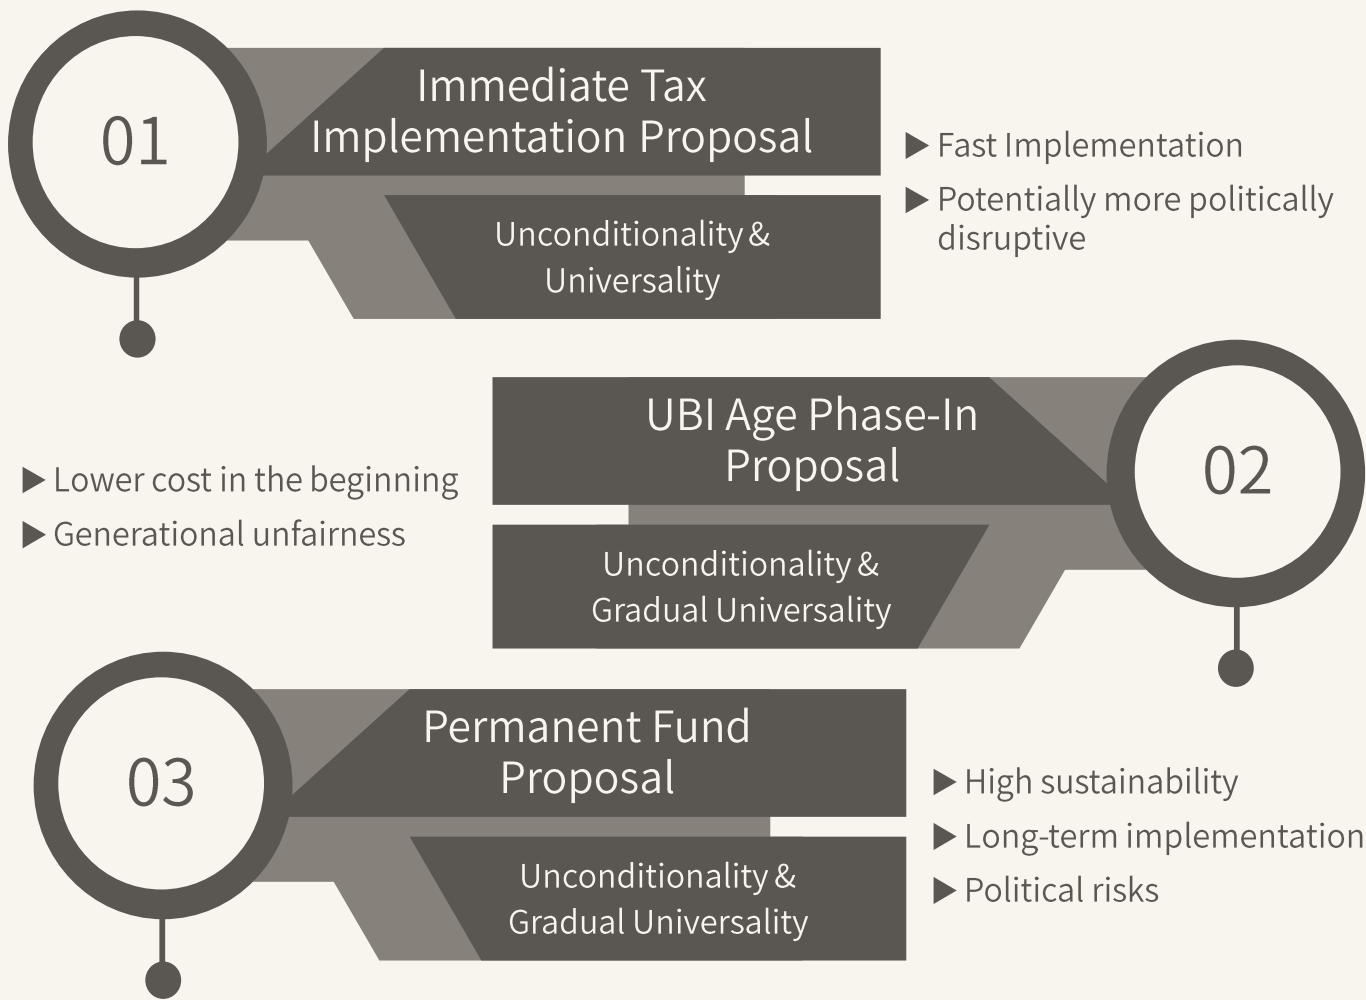 01
Immediate Tax
Implementation Proposal
Unconditionality &
Universality
▶ Fast Implementation
▶ Potentially more politically
disruptive
02
UBI Age Phase-In
Proposal
Unconditionality &
Gradual Universality
▶ Lower cost in the beginning
▶ Generational unfairness
03
Permanent Fund
Proposal
Unconditionality &
Gradual Universality
▶ High sustainability
▶ Long-term implementation
▶ Political risks